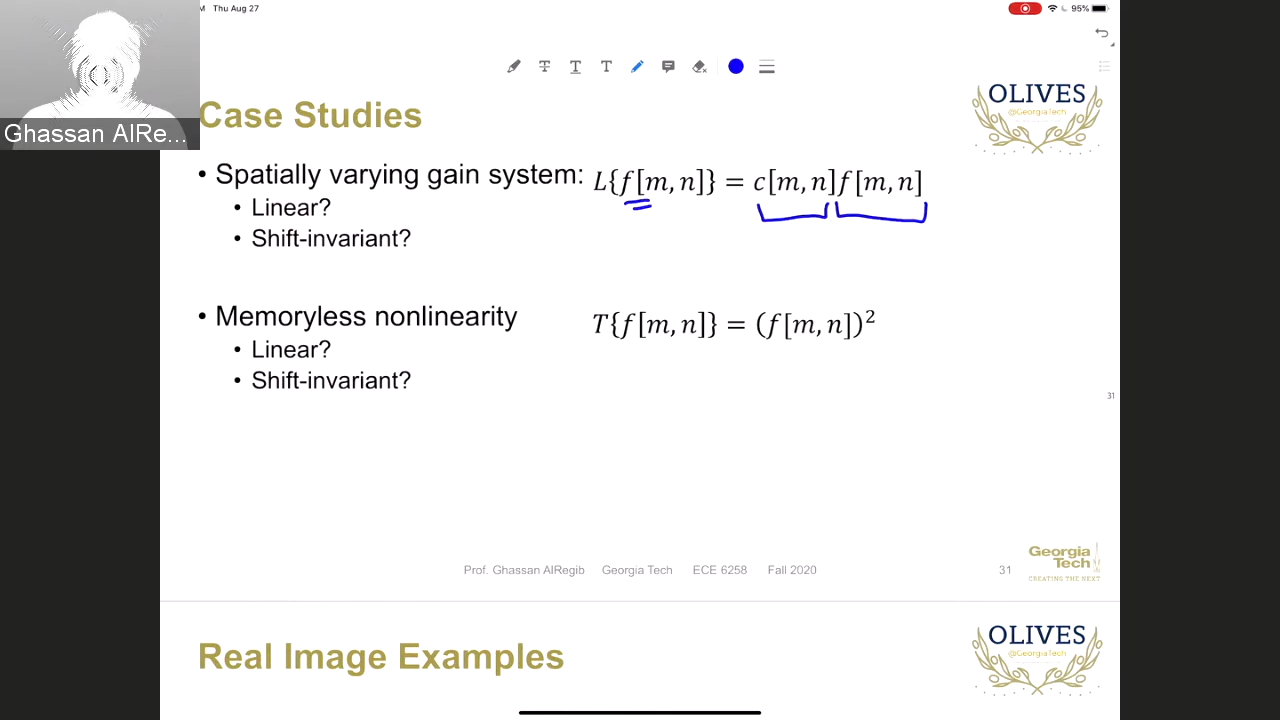 Thu Aug 27
95%
Ghassan AlRe...
Case Studies
OLIVES
@GeorgiaTech
• Spatially varying gain system: L{f[m, n]} = c[m, n]f[m, n]
• Linear?
• Shift-invariant?
• Memoryless nonlinearity T{f[m, n]} = (f[m, n])²
• Linear?
• Shift-invariant?
31
Prof. Ghassan AlRegib Georgia Tech ECE 6258 Fall 2020 31
Georgia Tech
CREATING THE NEXT
Real Image Examples
OLIVES
@GeorgiaTech